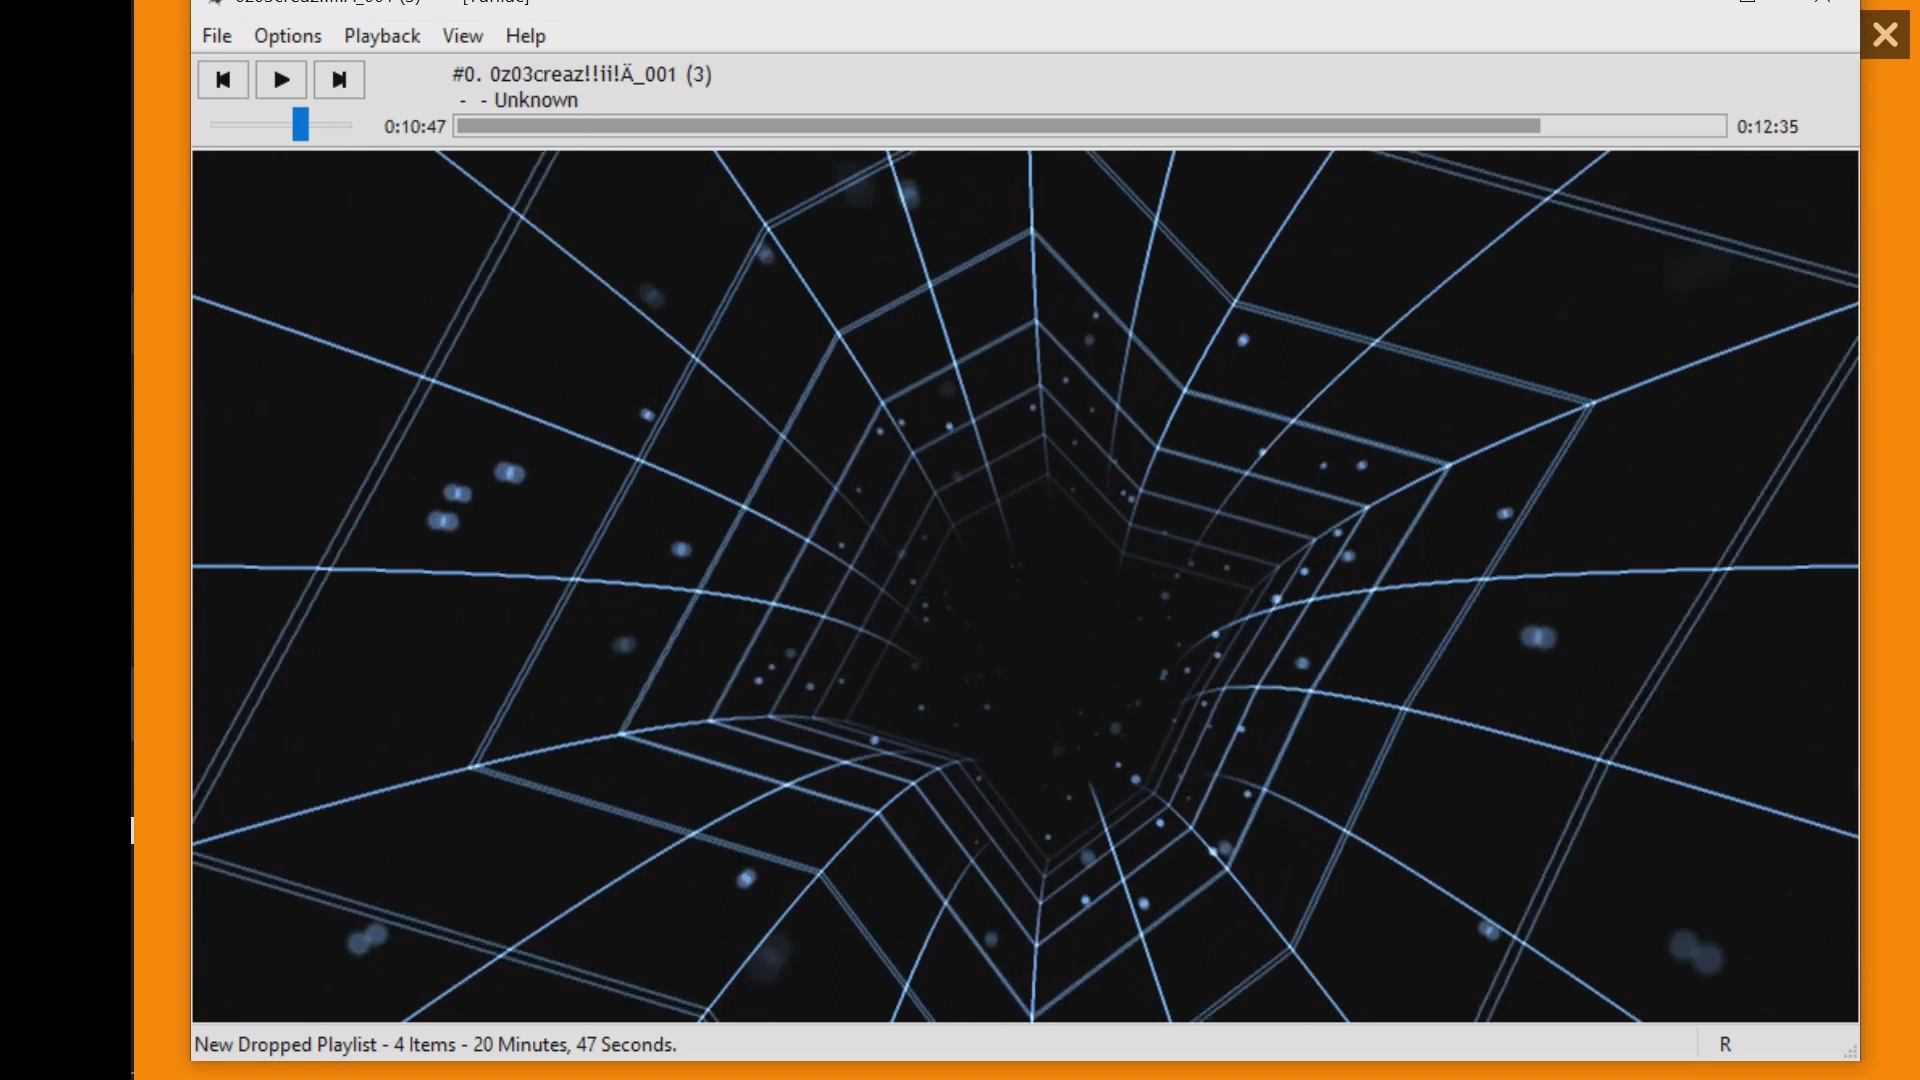 File Options Playback View Help
#0. 0z03creaz!!ii!Ä_001 (3)
- - Unknown
0:10:47
0:12:35
New Dropped Playlist - 4 Items - 20 Minutes, 47 Seconds.
R